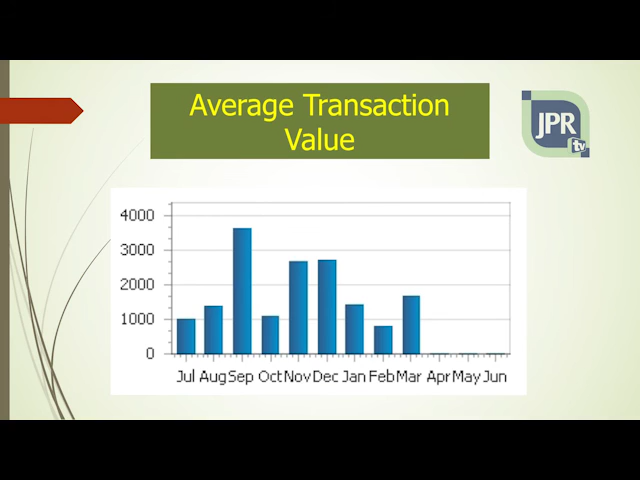 Average Transaction
Value
JPR
tv
4000
3000
2000
1000
0
Jul Aug Sep Oct Nov Dec Jan Feb Mar Apr May Jun